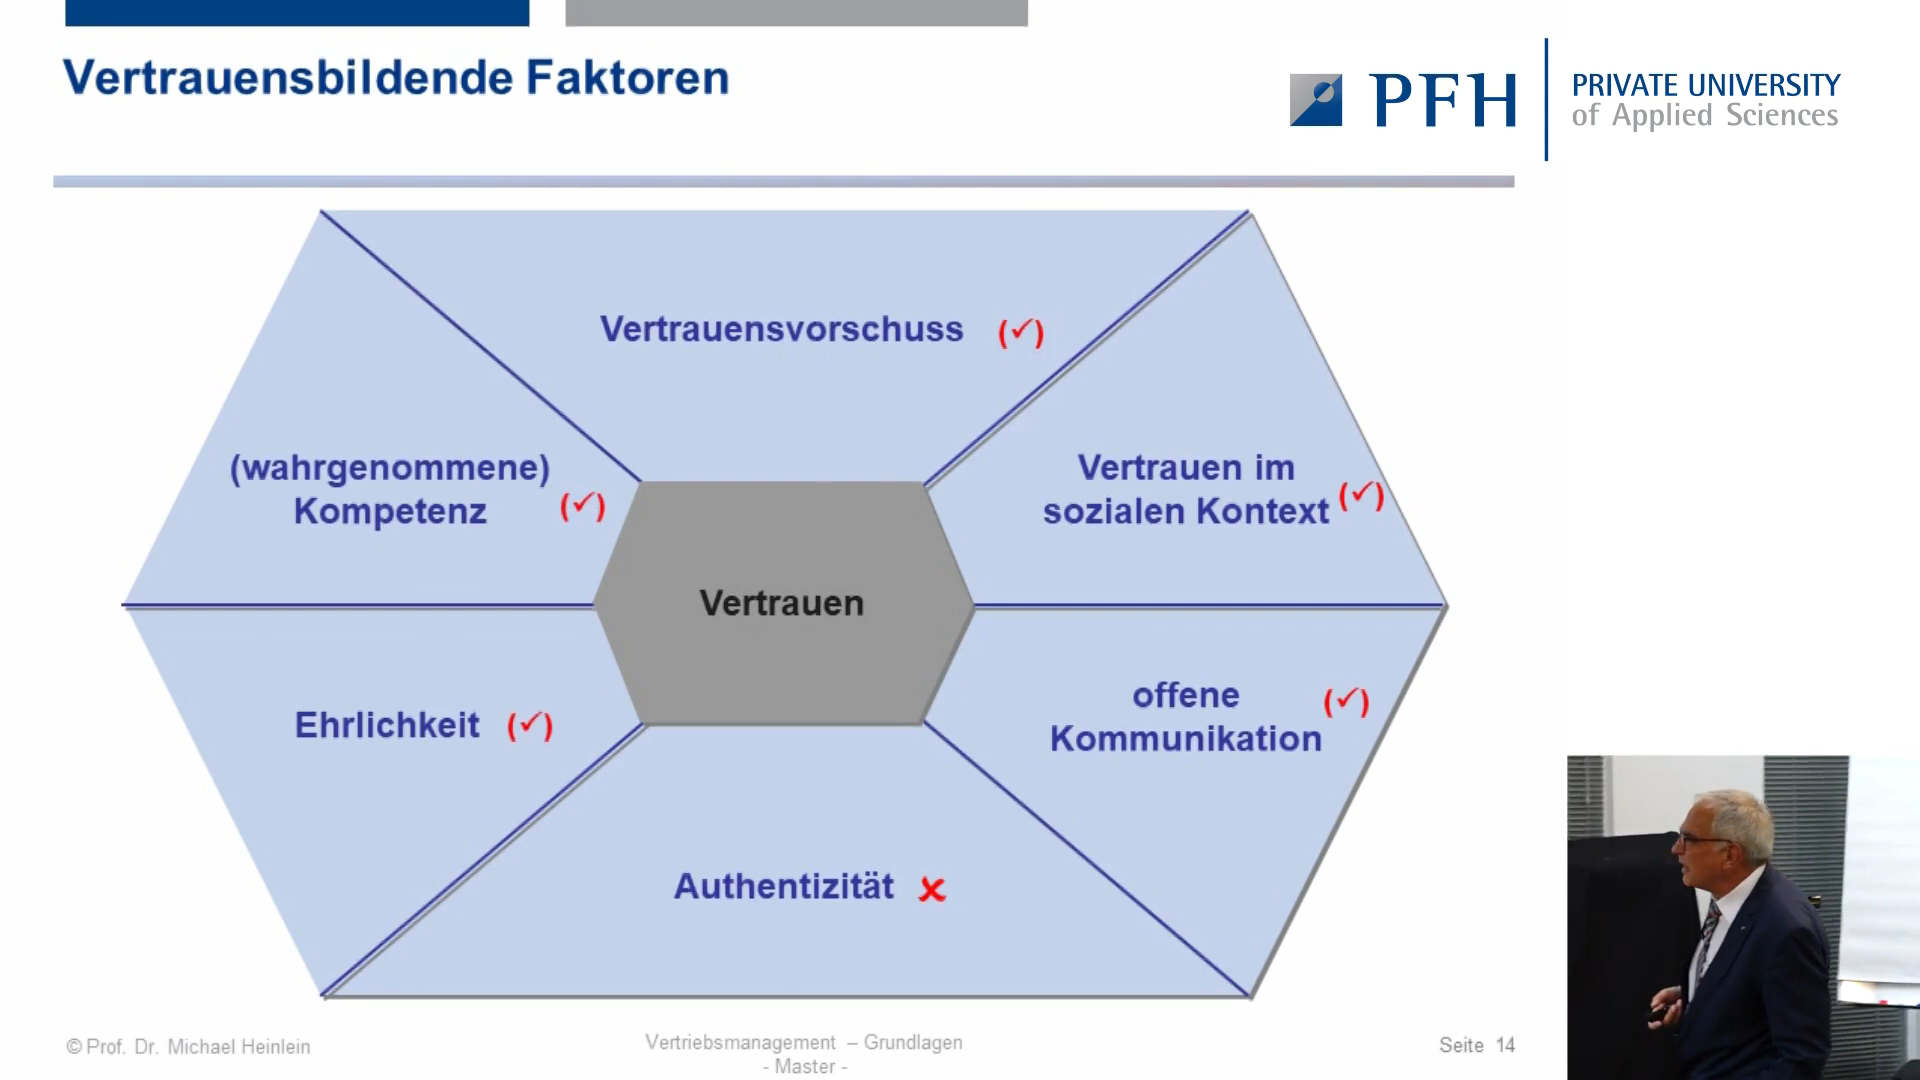 Vertrauensbildende Faktoren
PFH
PRIVATE UNIVERSITY
of Applied Sciences
Vertrauensvorschuss (✓)
(wahrgenommene)
Kompetenz (✓)
Vertrauen im
sozialen Kontext (✓)
Vertrauen
Ehrlichkeit (✓)
offene
Kommunikation (✓)
Authentizität ✘
© Prof. Dr. Michael Heinlein
Vertriebsmanagement – Grundlagen
- Master -
Seite 14